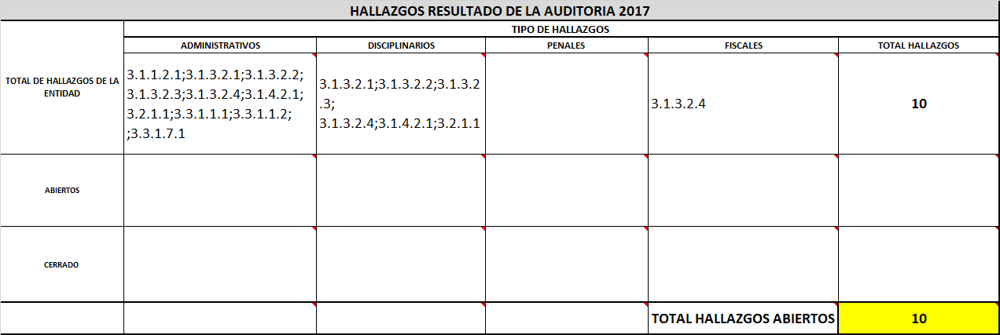 HALLAZGOS RESULTADO DE LA AUDITORIA 2017
TIPO DE HALLAZGOS
ADMINISTRATIVOS DISCIPLINARIOS PENALES FISCALES TOTAL HALLAZGOS
TOTAL DE HALLAZGOS DE LA
ENTIDAD
3.1.1.2.1;3.1.3.2.1;3.1.3.2.2;
3.1.3.2.3;3.1.3.2.4;3.1.4.2.1;
3.2.1.1;3.3.1.1.1;3.3.1.1.2;
;3.3.1.7.1
3.1.3.2.1;3.1.3.2.2;3.1.3.2
.3;
3.1.3.2.4;3.1.4.2.1;3.2.1.1
3.1.3.2.4
10
ABIERTOS
CERRADO
TOTAL HALLAZGOS ABIERTOS 10